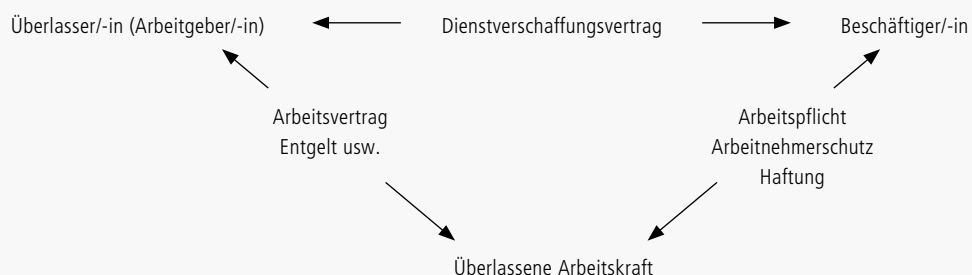 Überlasser/-in (Arbeitgeber/-in) Dienstverschaffungsvertrag Beschäftiger/-in
Arbeitsvertrag
Entgelt usw.
Arbeitspflicht
Arbeitnehmerschutz
Haftung
Überlassene Arbeitskraft